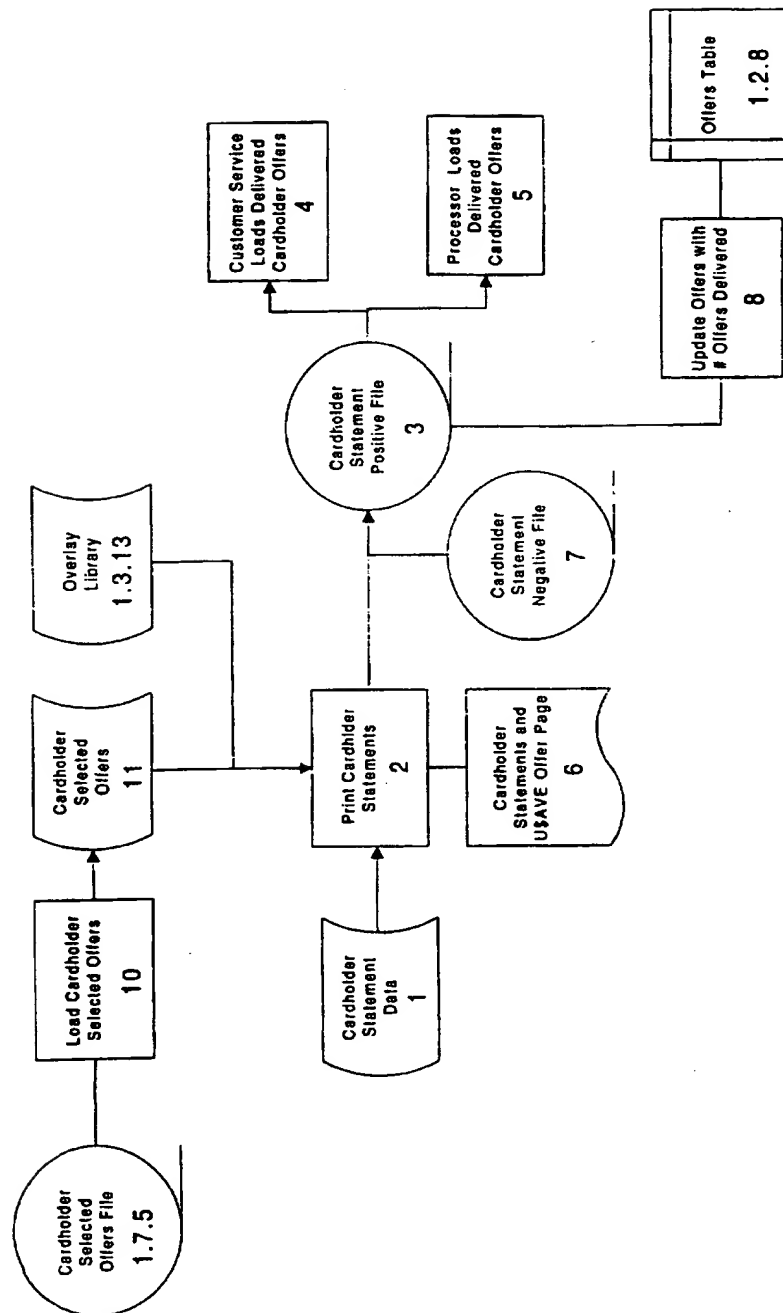 Cardholder
Selected
Offers File
1.7.5
Load Cardholder
Selected Offers
10
Cardholder
Selected
Offers
11
Overlay
Library
1.3.13
Cardholder
Statement
Data
1
Print Cardhlder
Statements
2
Cardholder
Statements and
U$AVE Offer Page
6
Cardholder
Statement
Negative File
7
Cardholder
Statement
Positive File
3
Customer Service
Loads Delivered
Cardholder Offers
4
Processor Loads
Delivered
Cardholder Offers
5
Update Offers with
# Offers Delivered
8
Offers Table
1.2.8